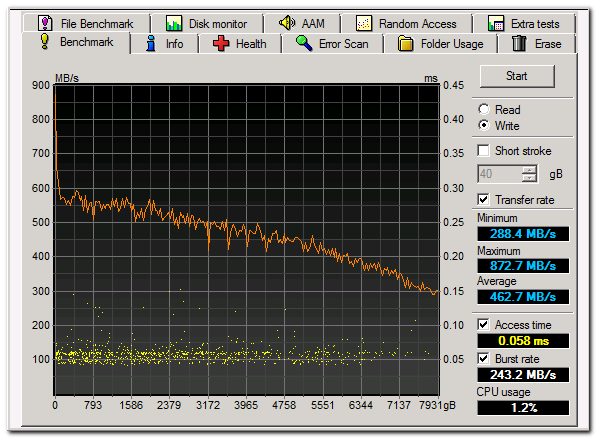 File Benchmark Disk monitor AAM Random Access Extra tests
Benchmark Info Health Error Scan Folder Usage Erase
MB/s ms
900 0.45
800 0.40
700 0.35
600 0.30
500 0.25
400 0.20
300 0.15
200 0.10
100 0.05
0 793 1586 2379 3172 3965 4758 5551 6344 7137 7931gB
Start
Read
Write
Short stroke
40 gB
Transfer rate
Minimum
288.4 MB/s
Maximum
872.7 MB/s
Average
462.7 MB/s
Access time
0.058 ms
Burst rate
243.2 MB/s
CPU usage
1.2%